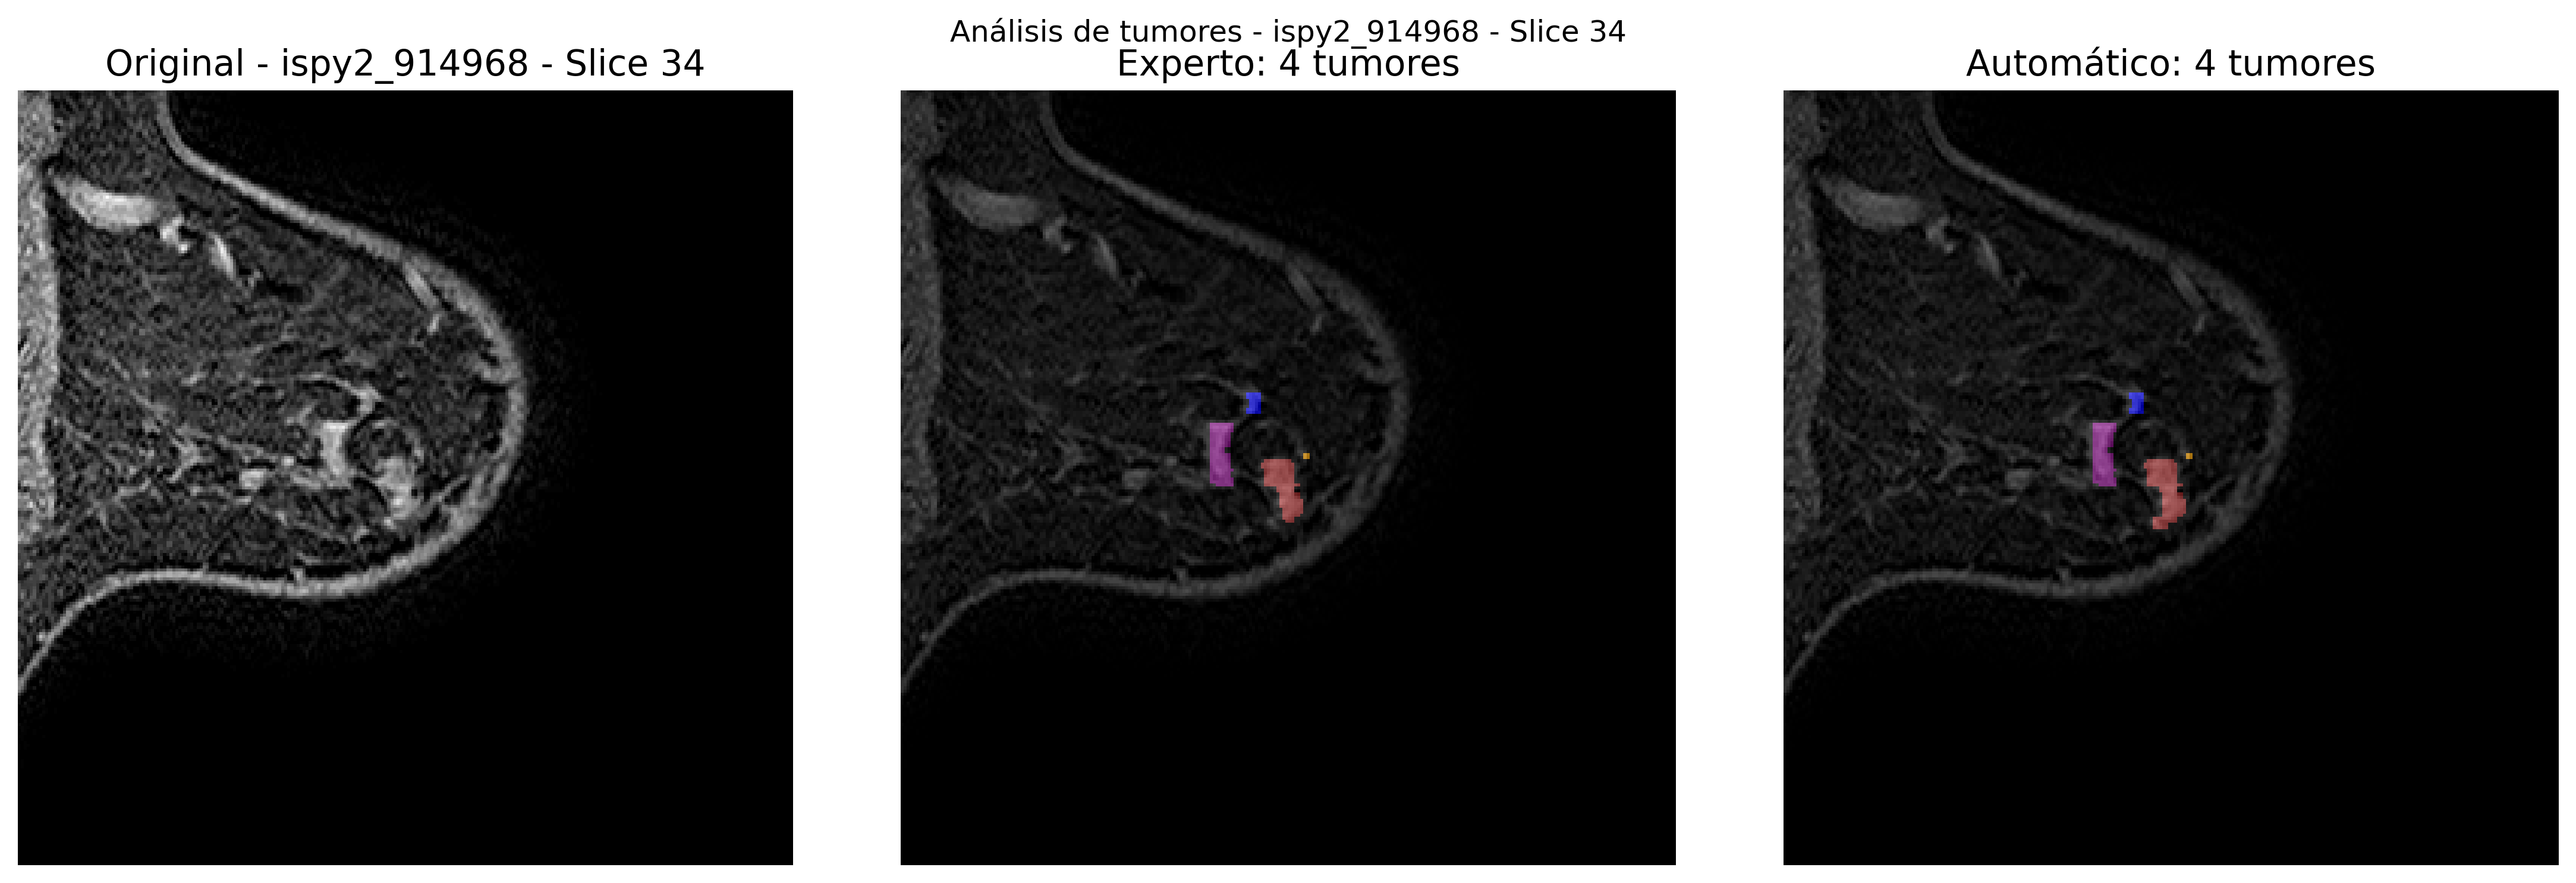 Análisis de tumores - ispy2_914968 - Slice 34
Original - ispy2_914968 - Slice 34
Experto: 4 tumores
Automático: 4 tumores